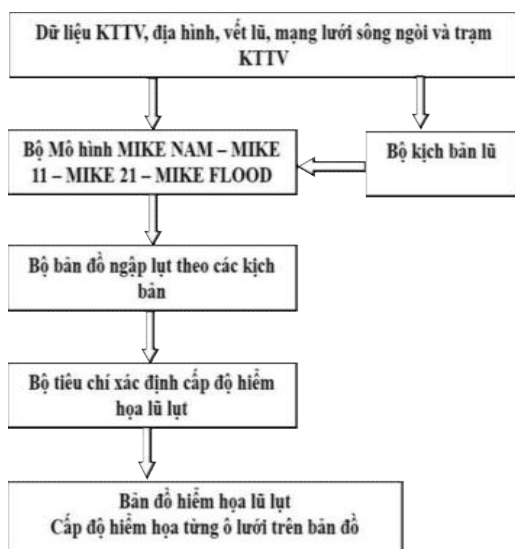 Dữ liệu KTTV, địa hình, vết lũ, mạng lưới sông ngòi và trạm
KTTV
Bộ Mô hình MIKE NAM – MIKE
11 – MIKE 21 – MIKE FLOOD
Bộ kịch bản lũ
Bộ bản đồ ngập lụt theo các kịch
bản
Bộ tiêu chí xác định cấp độ hiểm
họa lũ lụt
Bản đồ hiểm họa lũ lụt
Cấp độ hiểm họa từng ô lưới trên bản đồ